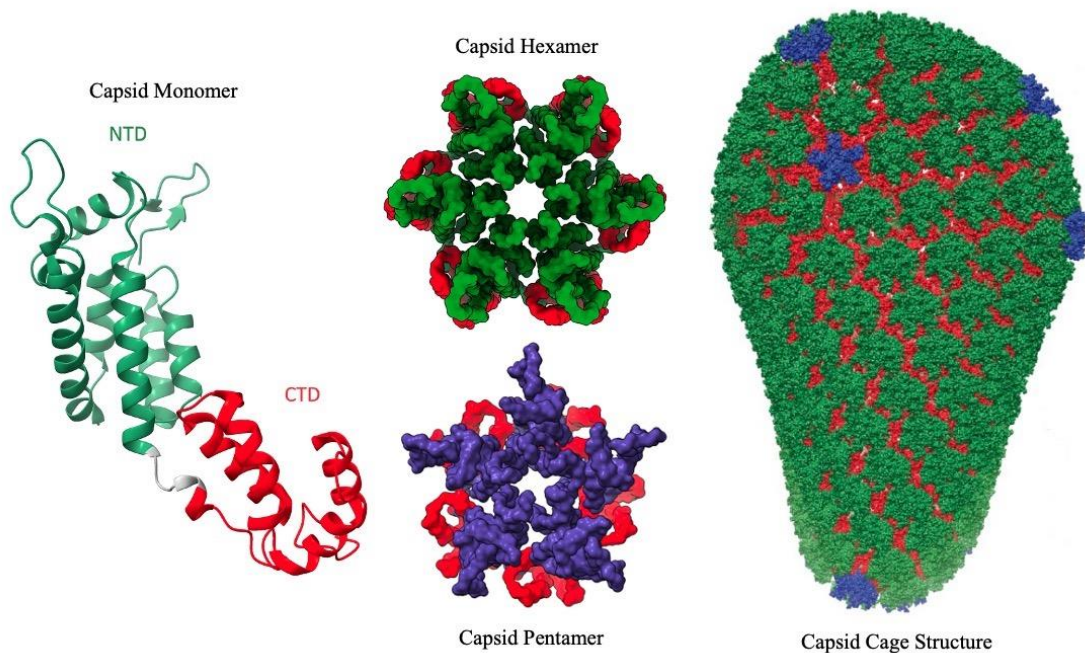 Capsid Monomer
NTD
CTD
Capsid Hexamer
Capsid Pentamer
Capsid Cage Structure